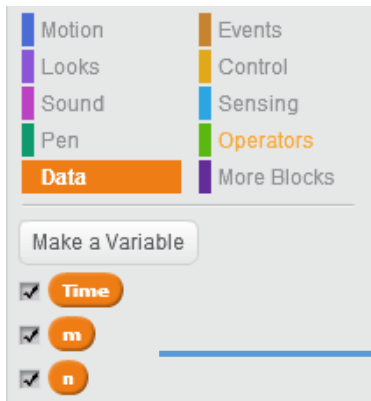 Motion Events
Looks Control
Sound Sensing
Pen Operators
Data More Blocks
Make a Variable
Time
m
n